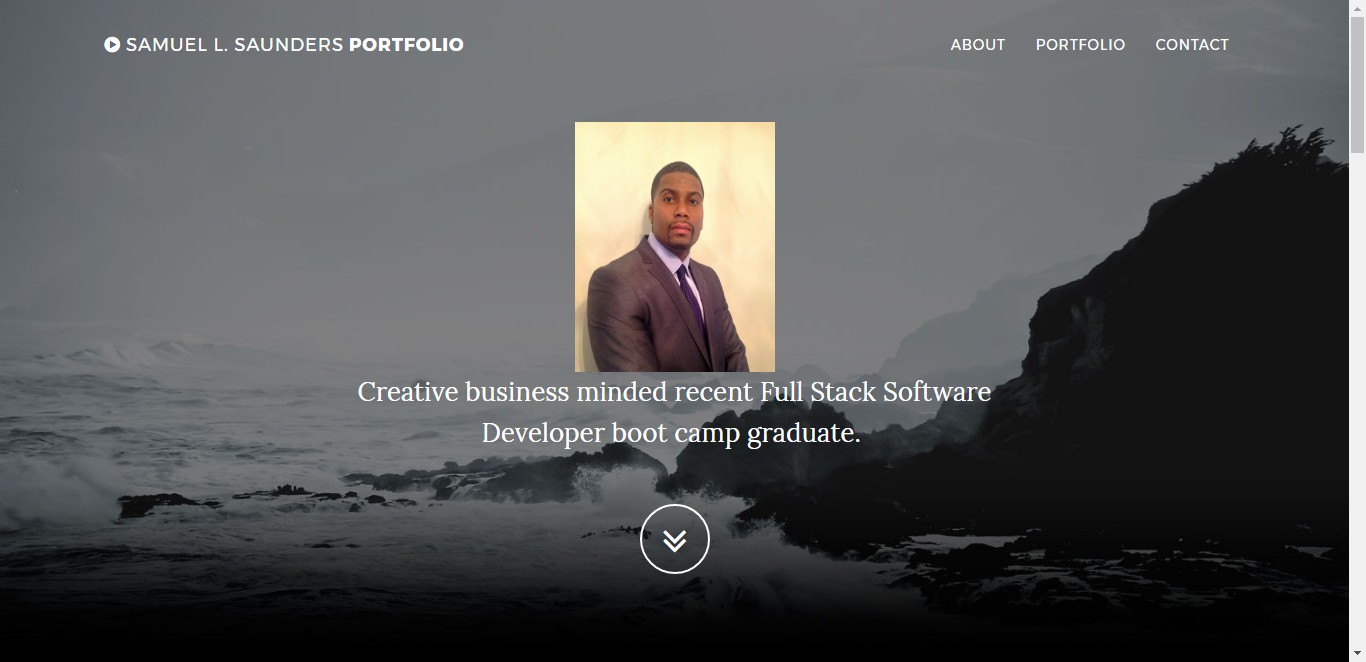 SAMUEL L. SAUNDERS PORTFOLIO
ABOUT PORTFOLIO CONTACT
Creative business minded recent Full Stack Software
Developer boot camp graduate.